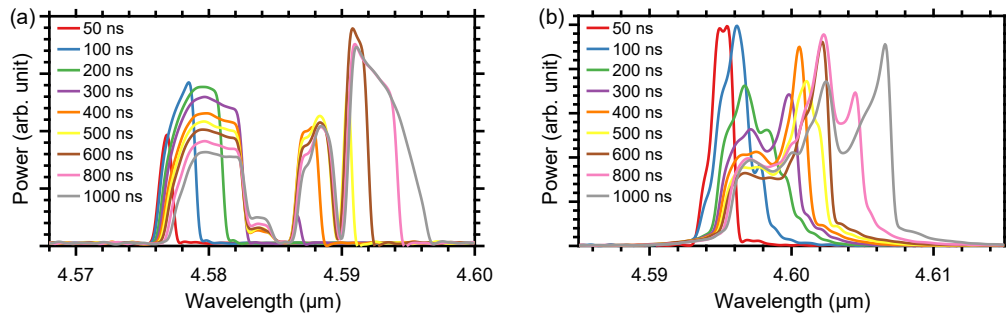 (a)
Power (arb. unit)
50 ns
100 ns
200 ns
300 ns
400 ns
500 ns
600 ns
800 ns
1000 ns
4.57 4.58 4.59 4.60
Wavelength (µm)
(b)
Power (arb. unit)
50 ns
100 ns
200 ns
300 ns
400 ns
500 ns
600 ns
800 ns
1000 ns
4.59 4.60 4.61
Wavelength (µm)